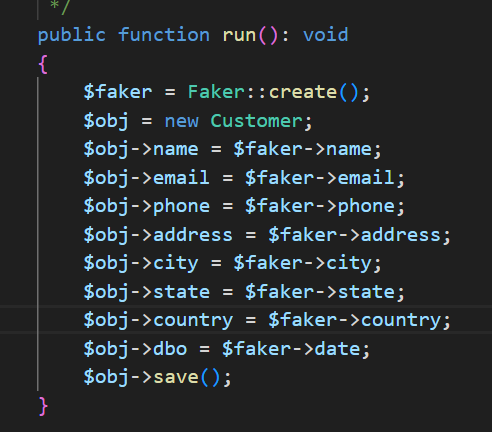 */
public function run(): void
{
$faker = Faker::create();
$obj = new Customer;
$obj->name = $faker->name;
$obj->email = $faker->email;
$obj->phone = $faker->phone;
$obj->address = $faker->address;
$obj->city = $faker->city;
$obj->state = $faker->state;
$obj->country = $faker->country;
$obj->dbo = $faker->date;
$obj->save();
}